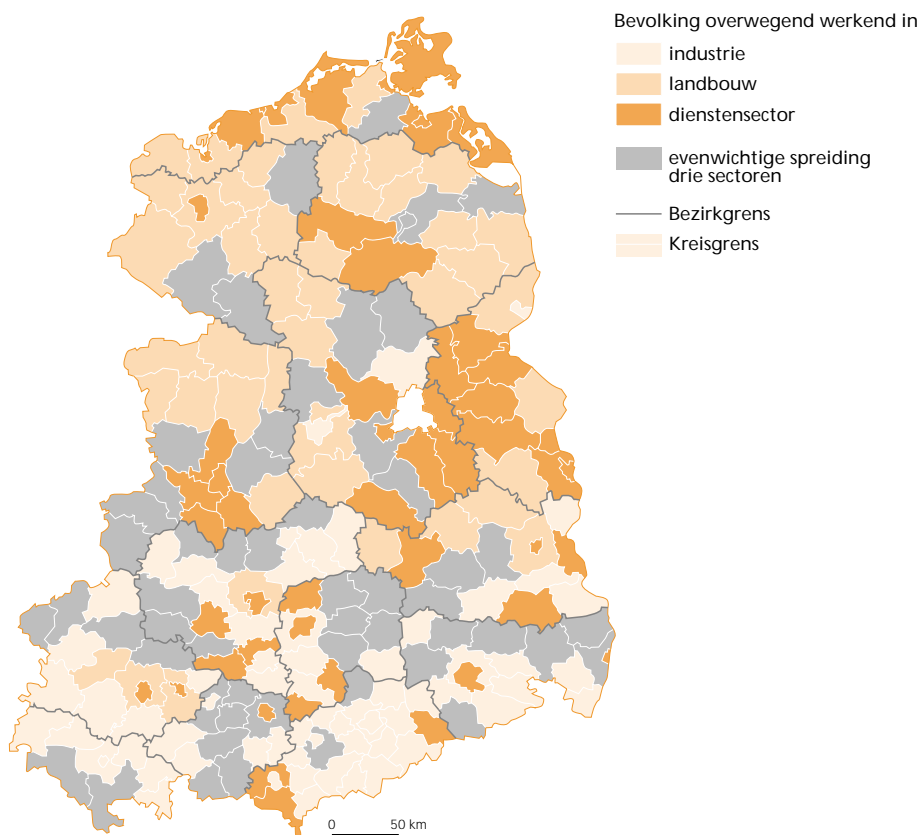 Bevolking overwegend werkend in
industrie
landbouw
dienstensector
evenwichtige spreiding
drie sectoren
Bezirkgrens
Kreisgrens
0 50 km